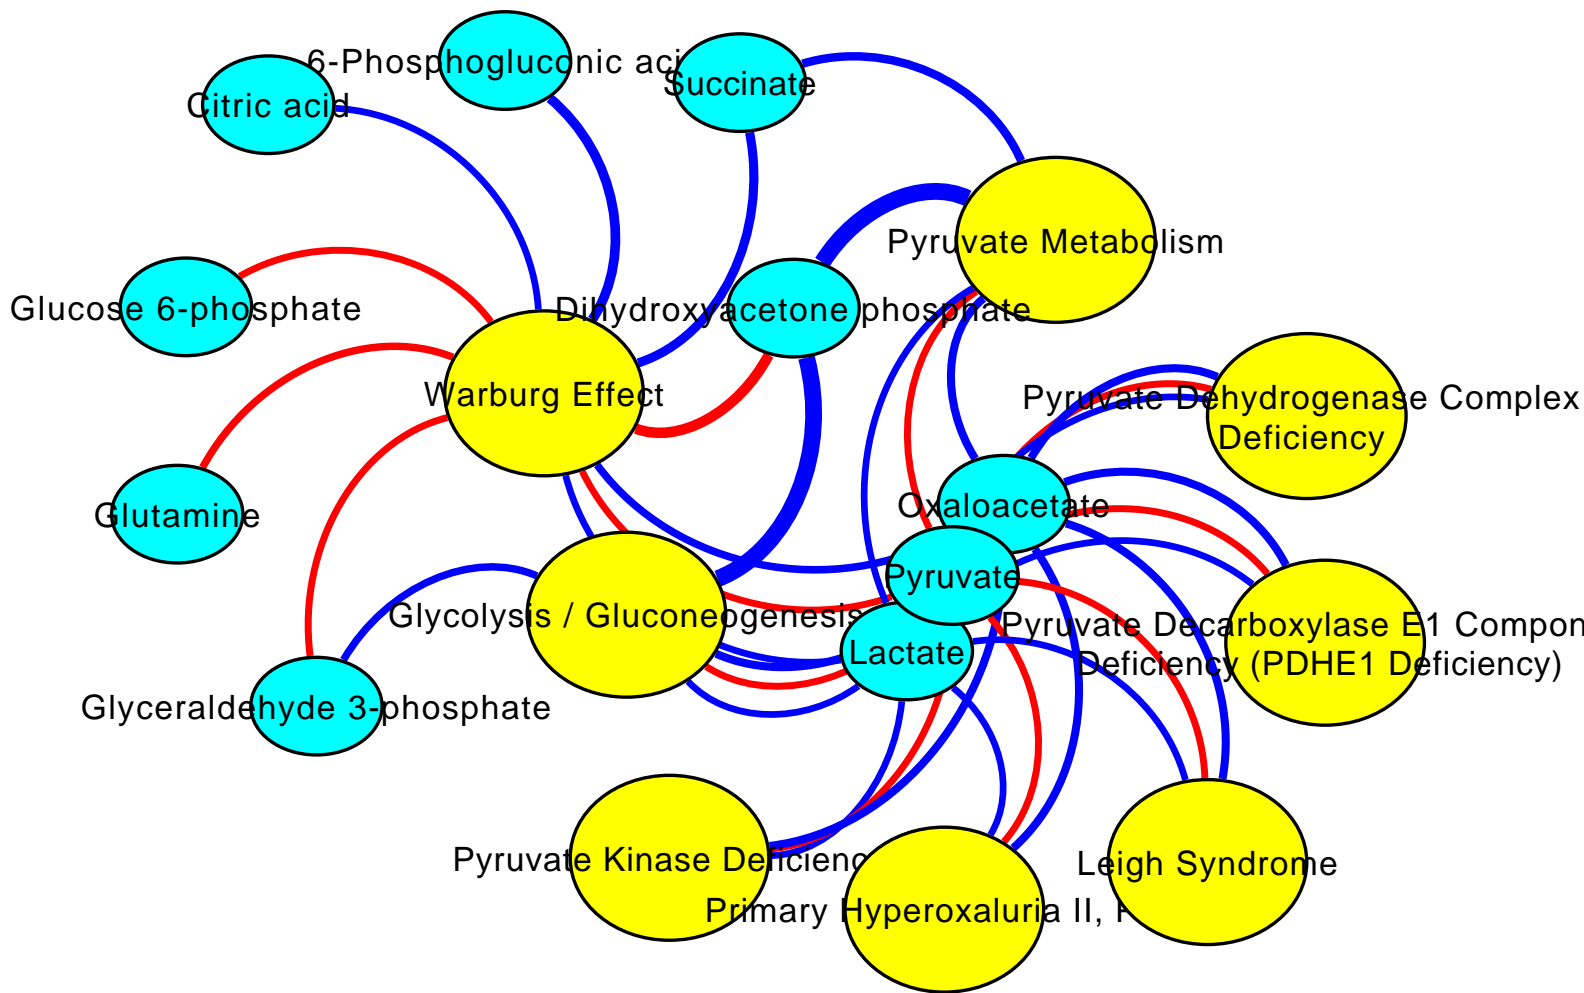 6-Phosphogluconic aci
Succinate
Citric acid
Pyruvate Metabolism
Glucose 6-phosphate
Dihydroxyacetone phosphate
Warburg Effect
Pyruvate Dehydrogenase Complex
Deficiency
Oxaloacetate
Glutamine
Pyruvate
Glycolysis / Gluconeogenesis
Lactate
Pyruvate Decarboxylase E1 Compon
Deficiency (PDHE1 Deficiency)
Glyceraldehyde 3-phosphate
Pyruvate Kinase Deficienc
Leigh Syndrome
Primary Hyperoxaluria II,